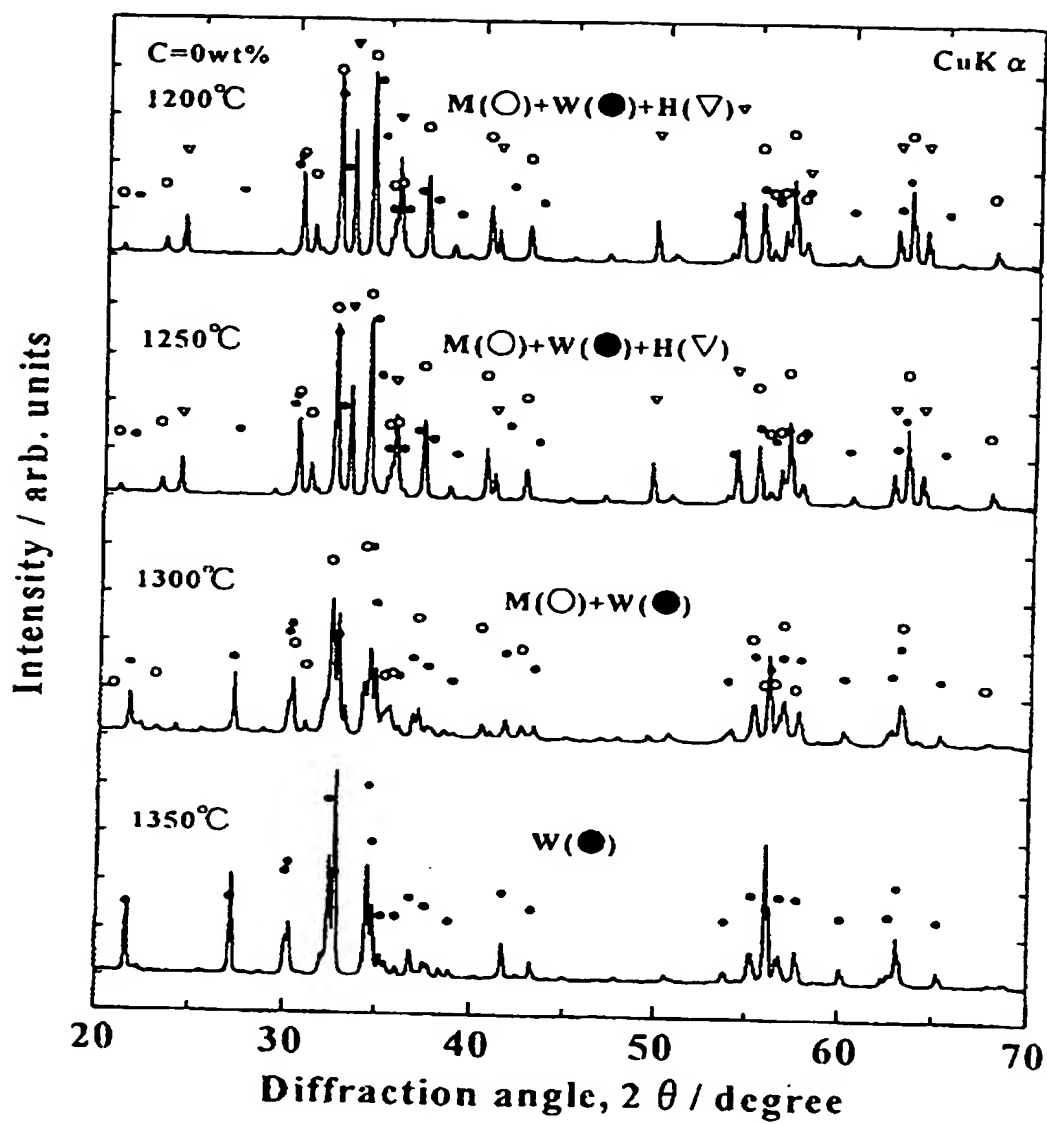 C=0wt% CuK α
1200℃ M(○)+W(●)+H(▽)
1250℃ M(○)+W(●)+H(▽)
1300℃ M(○)+W(●)
1350℃ W(●)
Intensity / arb. units
20 30 40 50 60 70
Diffraction angle, 2 θ / degree